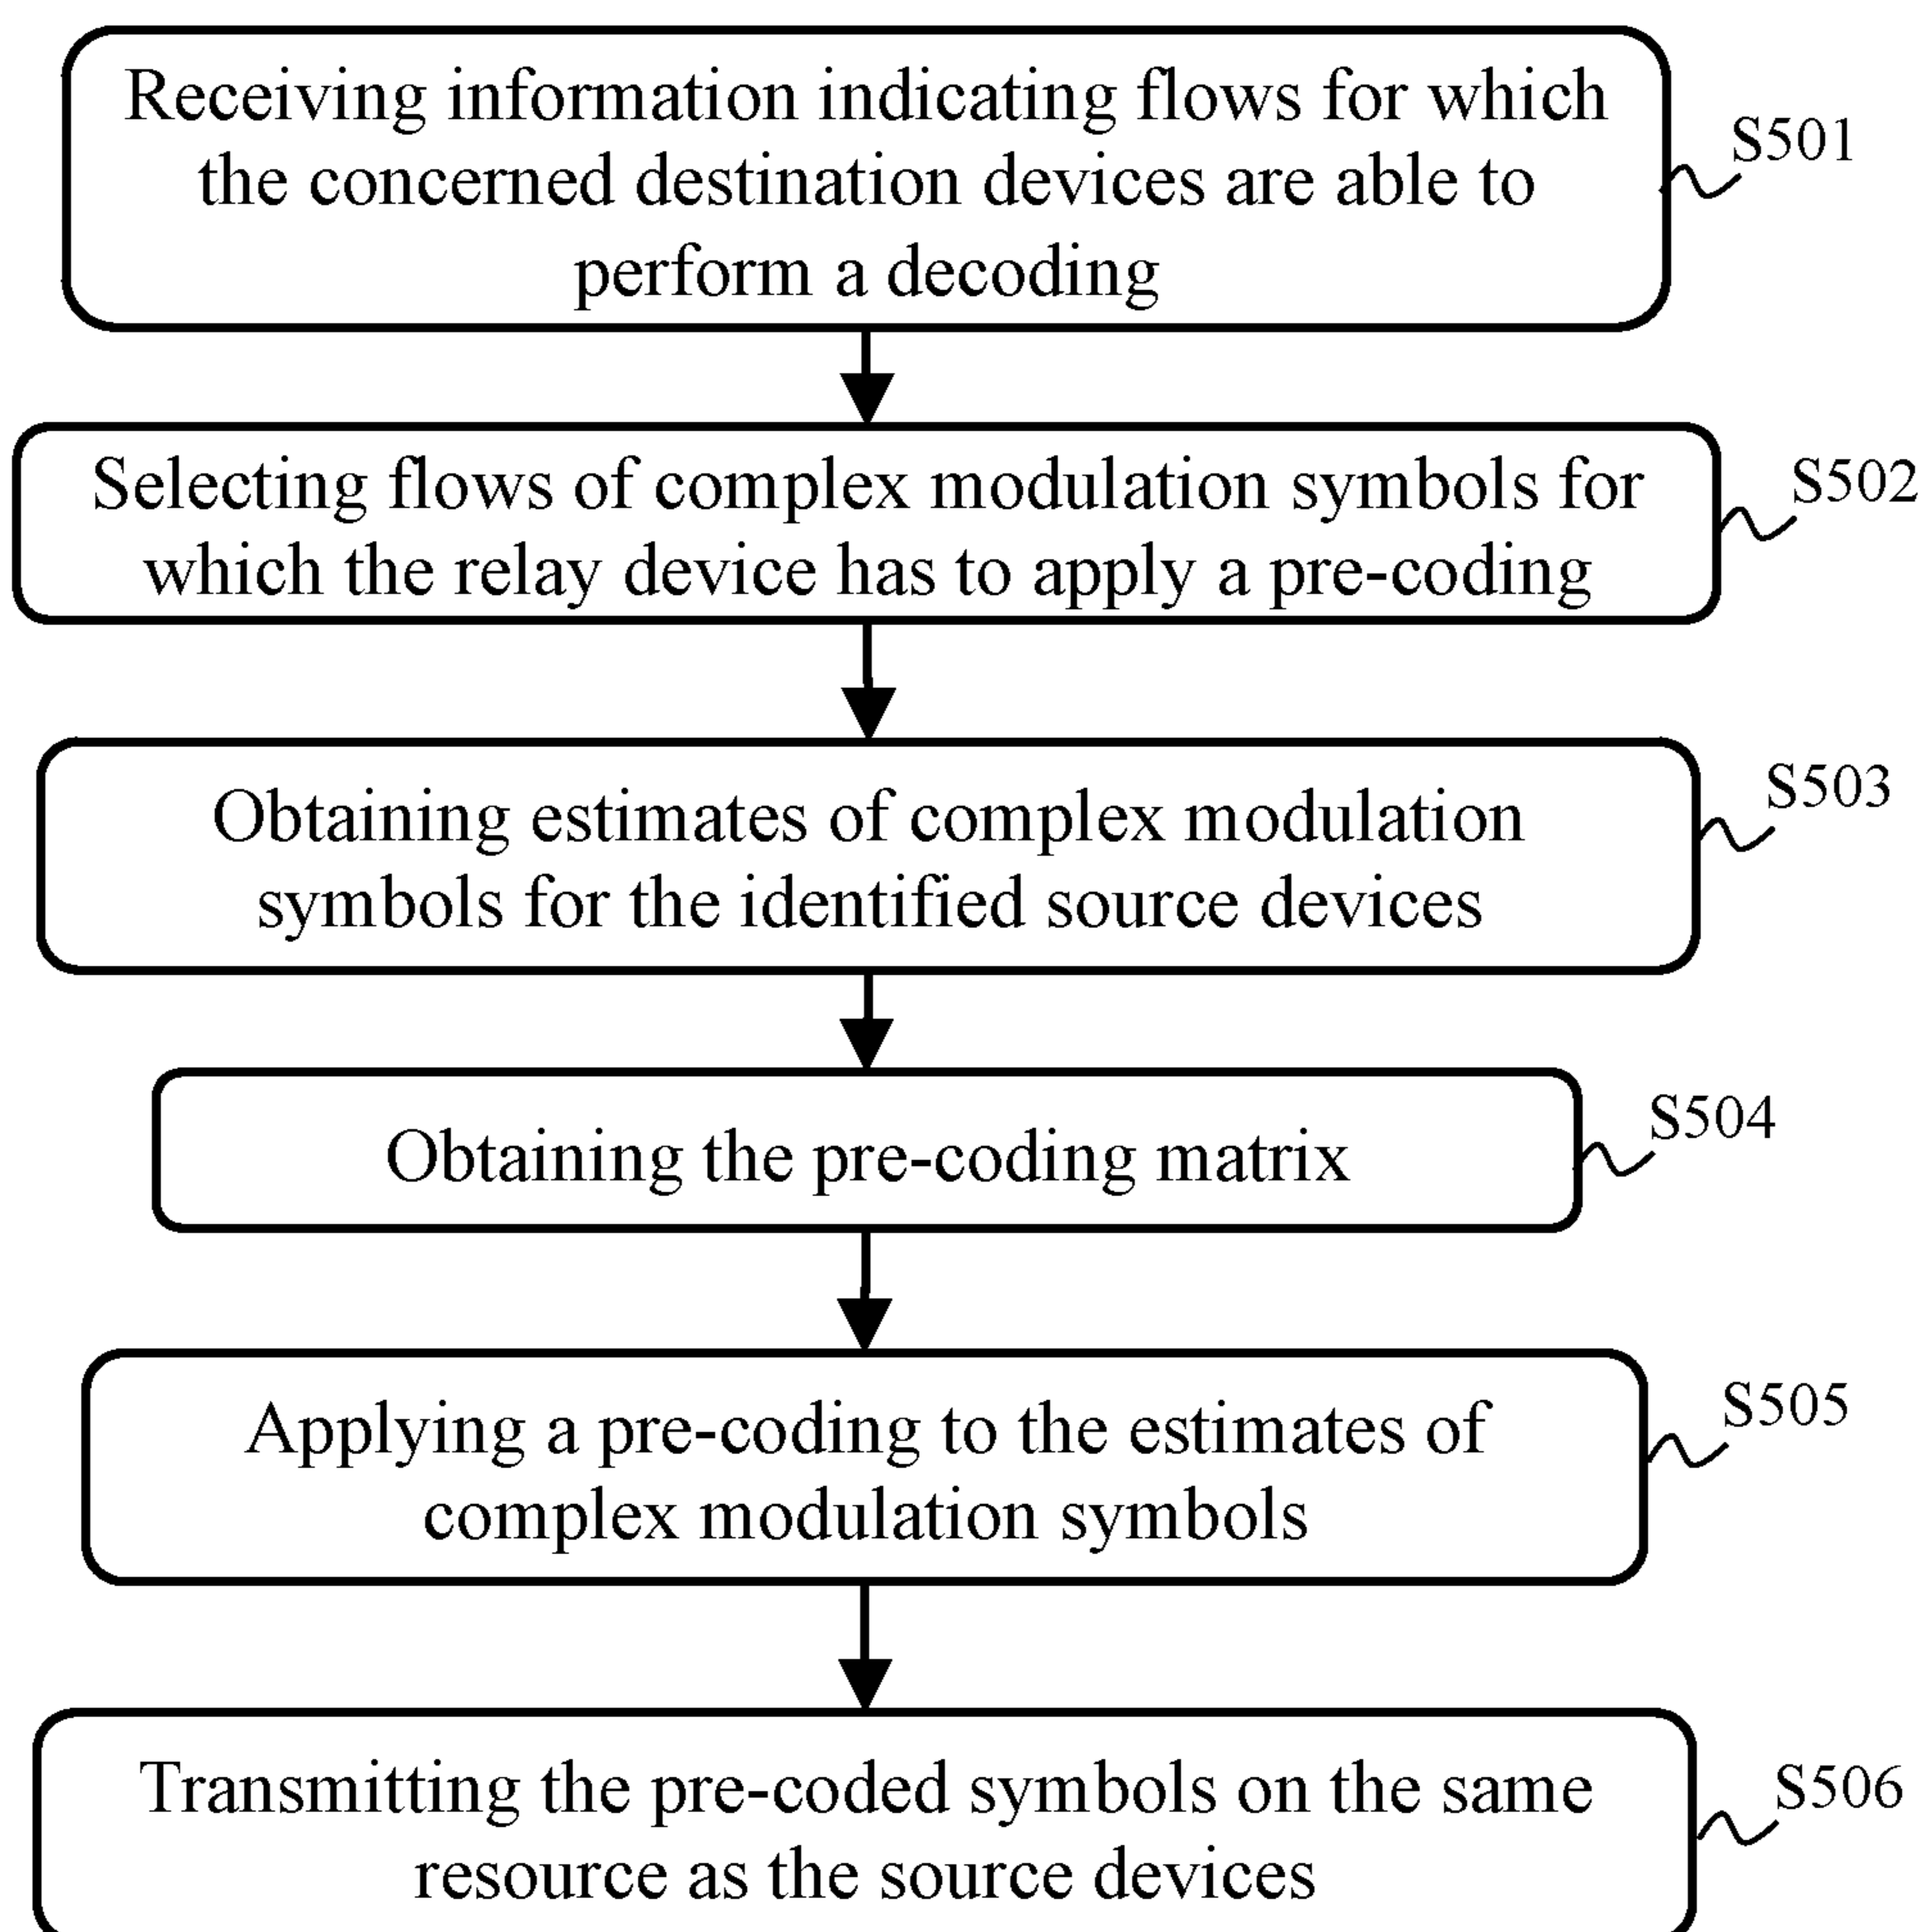 Receiving information indicating flows for which
the concerned destination devices are able to
perform a decoding
S501
Selecting flows of complex modulation symbols for
which the relay device has to apply a pre-coding
S502
Obtaining estimates of complex modulation
symbols for the identified source devices
S503
Obtaining the pre-coding matrix
S504
Applying a pre-coding to the estimates of
complex modulation symbols
S505
Transmitting the pre-coded symbols on the same
resource as the source devices
S506